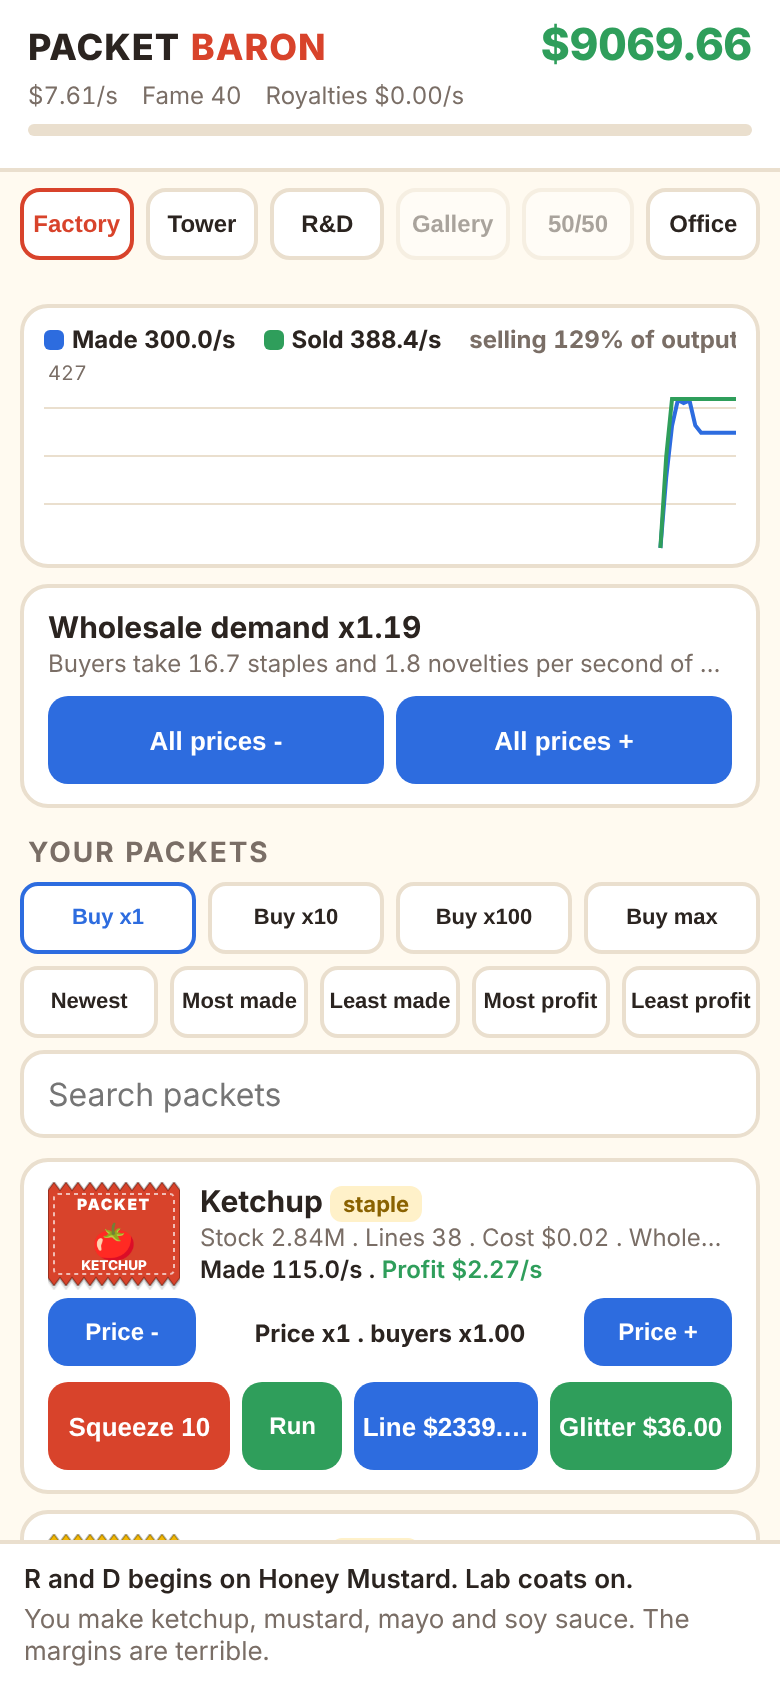 PACKET BARON $9069.66
$7.61/s Fame 40 Royalties $0.00/s
Factory Tower R&D Gallery 50/50 Office
Made 300.0/s Sold 388.4/s selling 129% of output
427
Wholesale demand x1.19
Buyers take 16.7 staples and 1.8 novelties per second of ...
All prices - All prices +
YOUR PACKETS
Buy x1 Buy x10 Buy x100 Buy max
Newest Most made Least made Most profit Least profit
Search packets
PACKET
KETCHUP
Ketchup staple
Stock 2.84M . Lines 38 . Cost $0.02 . Whole...
Made 115.0/s . Profit $2.27/s
Price - Price x1 . buyers x1.00 Price +
Squeeze 10 Run Line $2339.... Glitter $36.00
R and D begins on Honey Mustard. Lab coats on.
You make ketchup, mustard, mayo and soy sauce. The
margins are terrible.